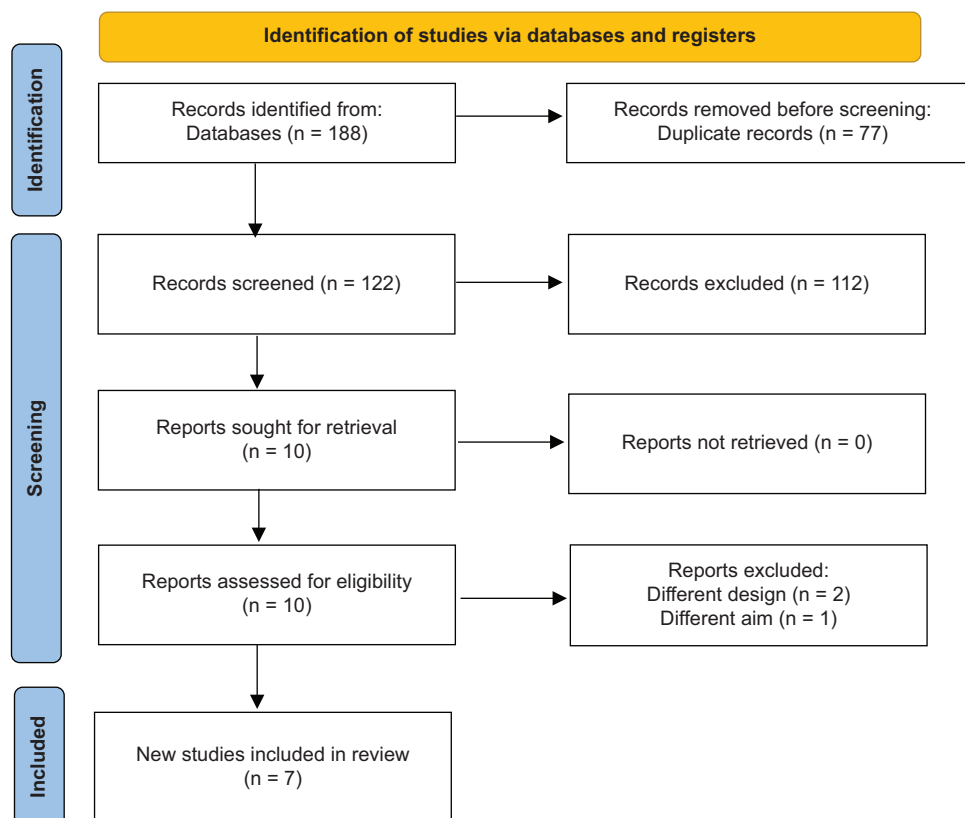 Identification of studies via databases and registers
Identification
Records identified from:
Databases (n = 188)
Records removed before screening:
Duplicate records (n = 77)
Screening
Records screened (n = 122)
Records excluded (n = 112)
Reports sought for retrieval
(n = 10)
Reports not retrieved (n = 0)
Reports assessed for eligibility
(n = 10)
Reports excluded:
Different design (n = 2)
Different aim (n = 1)
Included
New studies included in review
(n = 7)